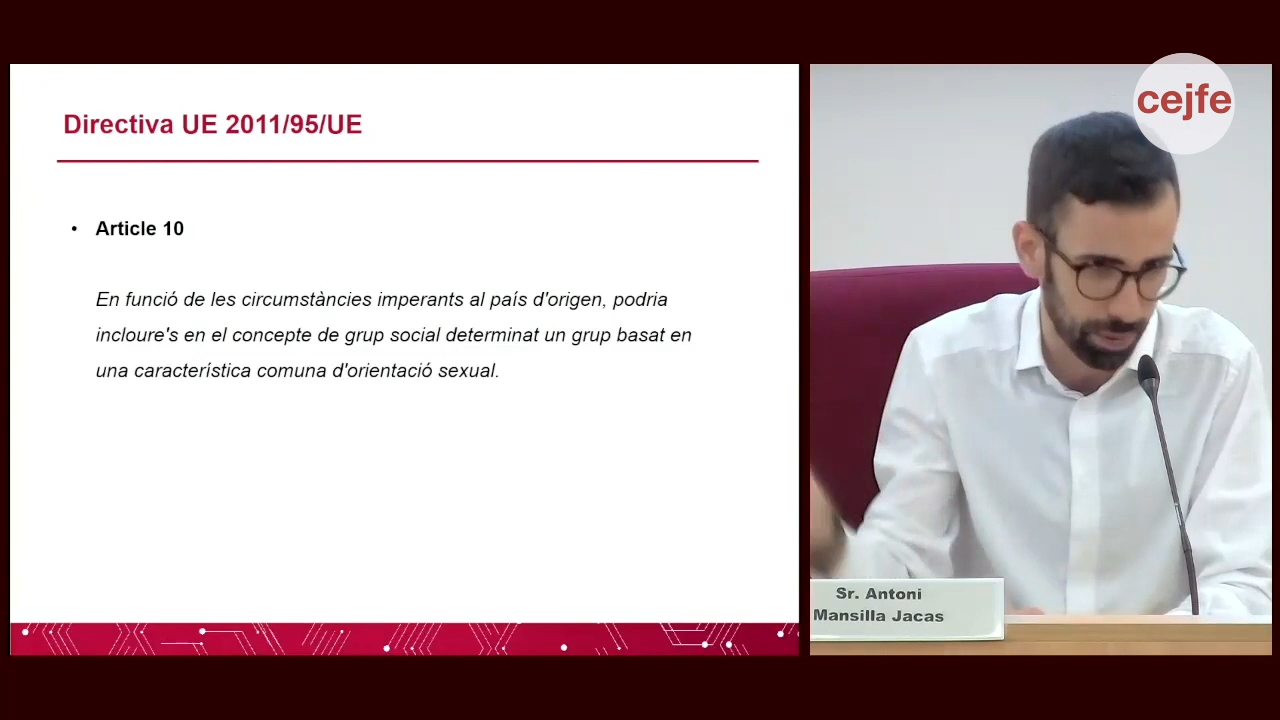 Directiva UE 2011/95/UE
• Article 10
En funció de les circumstàncies imperants al país d'origen, podria
incloure's en el concepte de grup social determinat un grup basat en
una característica comuna d'orientació sexual.
cejfe
Sr. Antoni
Mansilla Jacas